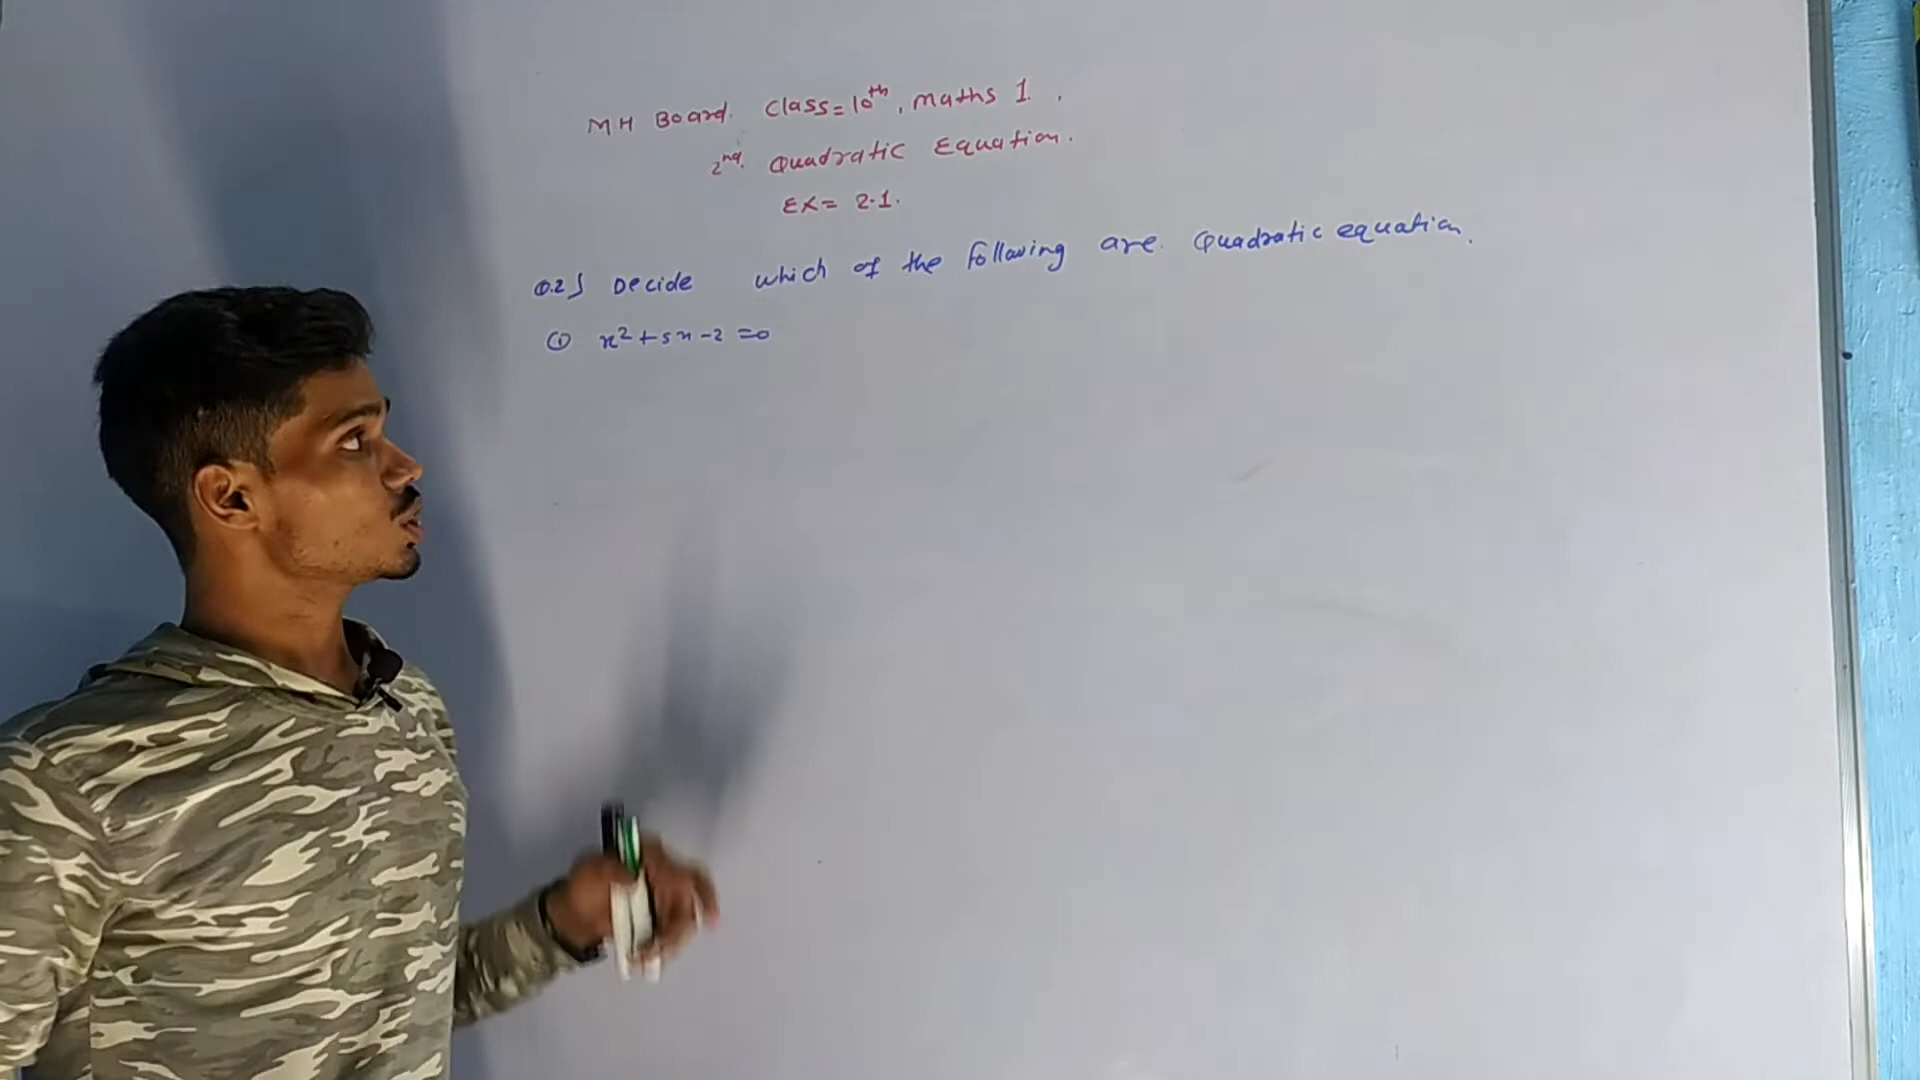 MH Board. Class=10th, Maths 1.
2nd. Quadratic Equation.
EX= 2.1.
Q.2] Decide which of the following are quadratic equation.
① x²+5x-2=0